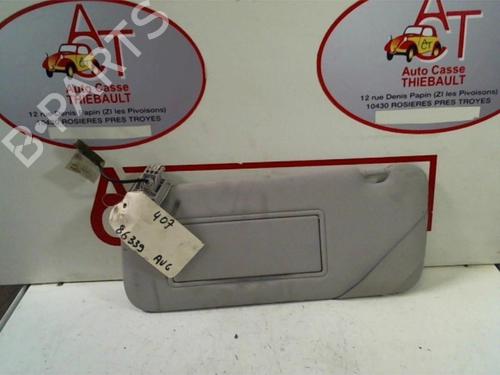 AT
Auto Casse
THIEBAULT
12 rue Denis Papin (ZI les Pivoisons)
10430 ROSIERES PRES TROYES
AT
Auto Casse
THIEBAULT
12 rue Denis Papin (ZI les Pivoisons)
10430 ROSIERES PRES TROYES
B-PARTS
407
86339
AVG